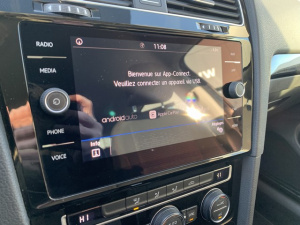 RADIO
11:08
MEDIA
Bienvenue sur App-Connect.
Veuillez connecter un appareil via USB.
androidauto
Apple CarPlay
PHONE
Infos
VOICE
HI